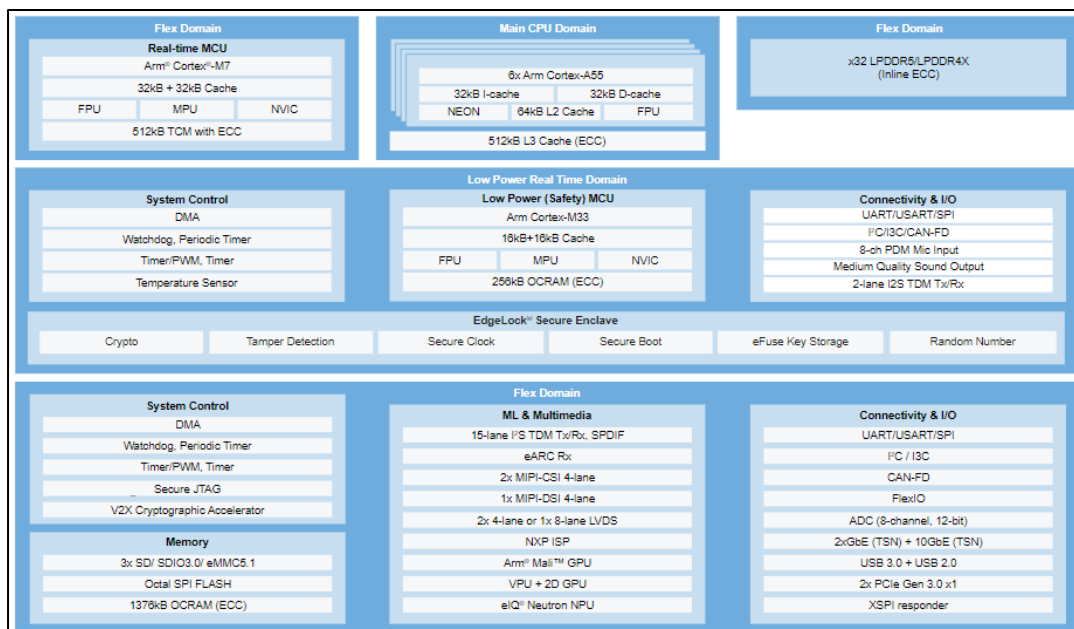 Flex Domain
Real-time MCU
Arm® Cortex®-M7
32kB + 32kB Cache
FPU MPU NVIC
512kB TCM with ECC
Main CPU Domain
6x Arm Cortex-A55
32kB I-cache 32kB D-cache
NEON 64kB L2 Cache FPU
512kB L3 Cache (ECC)
Flex Domain
x32 LPDDR5/LPDDR4X
(Inline ECC)
Low Power Real Time Domain
System Control
DMA
Watchdog, Periodic Timer
Timer/PWM, Timer
Temperature Sensor
Low Power (Safety) MCU
Arm Cortex-M33
16kB+16kB Cache
FPU MPU NVIC
256kB OCRAM (ECC)
Connectivity & I/O
UART/USART/SPI
I²C/I3C/CAN-FD
8-ch PDM Mic Input
Medium Quality Sound Output
2-lane I2S TDM Tx/Rx
EdgeLock™ Secure Enclave
Crypto Tamper Detection Secure Clock Secure Boot eFuse Key Storage Random Number
Flex Domain
System Control
DMA
Watchdog, Periodic Timer
Timer/PWM, Timer
Secure JTAG
V2X Cryptographic Accelerator
Memory
3x SD/ SDIO3.0/ eMMC5.1
Octal SPI FLASH
1376kB OCRAM (ECC)
ML & Multimedia
15-lane I²S TDM Tx/Rx, SPDIF
eARC Rx
2x MIPI-CSI 4-lane
1x MIPI-DSI 4-lane
2x 4-lane or 1x 8-lane LVDS
NXP ISP
Arm® Mali™ GPU
VPU + 2D GPU
eIQ® Neutron NPU
Connectivity & I/O
UART/USART/SPI
I²C / I3C
CAN-FD
FlexIO
ADC (8-channel, 12-bit)
2xGbE (TSN) + 10GbE (TSN)
USB 3.0 + USB 2.0
2x PCIe Gen 3.0 x1
XSPI responder